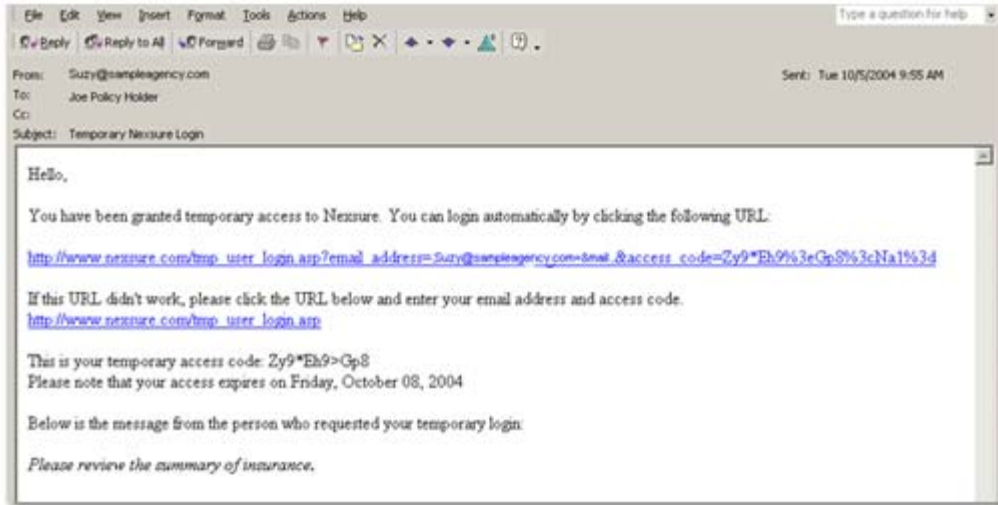 File Edit View Insert Format Tools Actions Help Type a question for help
Reply Reply to All Forward
From: Suzy@sampleagency.com Sent: Tue 10/5/2004 9:55 AM
To: Joe Policy Holder
Cc:
Subject: Temporary Nexsure Login
Hello,
You have been granted temporary access to Nexsure. You can login automatically by clicking the following URL:
http://www.nexsure.com/tmp_user_login.asp?email_address=Suzy@sampleagency.com&access_code=Zy9*Eh9%3eGp8%3cNa1%3d
If this URL didn't work, please click the URL below and enter your email address and access code.
http://www.nexsure.com/tmp_user_login.asp
This is your temporary access code: Zy9*Eh9>Gp8
Please note that your access expires on Friday, October 08, 2004
Below is the message from the person who requested your temporary login:
Please review the summary of insurance.